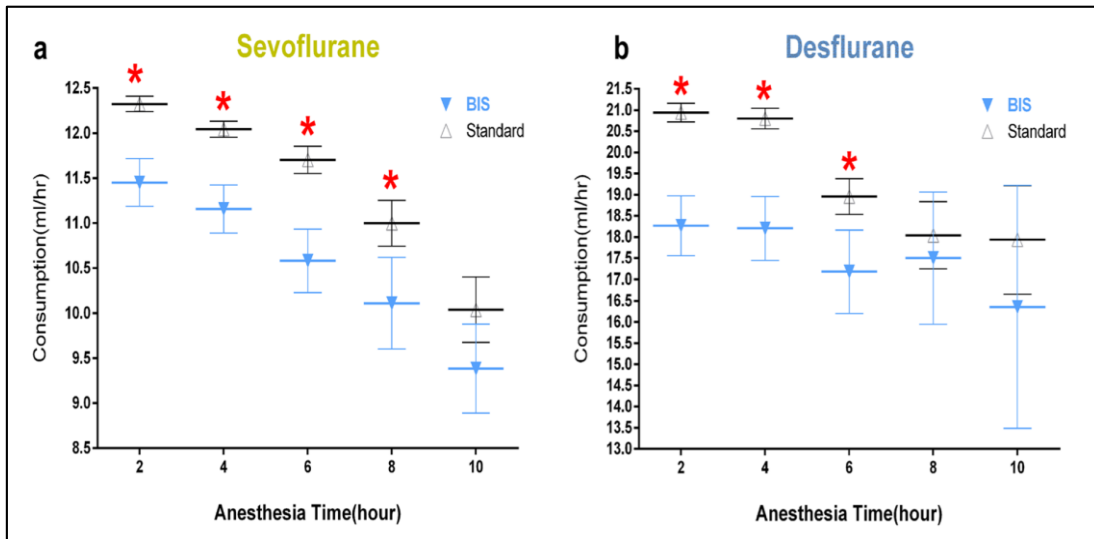 a
Sevoflurane
*
*
*
*
BIS
Standard
Consumption(ml/hr)
12.5
12.0
11.5
11.0
10.5
10.0
9.5
9.0
8.5
2 4 6 8 10
Anesthesia Time(hour)
b
Desflurane
*
*
*
BIS
Standard
Consumption(ml/hr)
21.5
21.0
20.5
20.0
19.5
19.0
18.5
18.0
17.5
17.0
16.5
16.0
15.5
15.0
14.5
14.0
13.5
13.0
2 4 6 8 10
Anesthesia Time(hour)